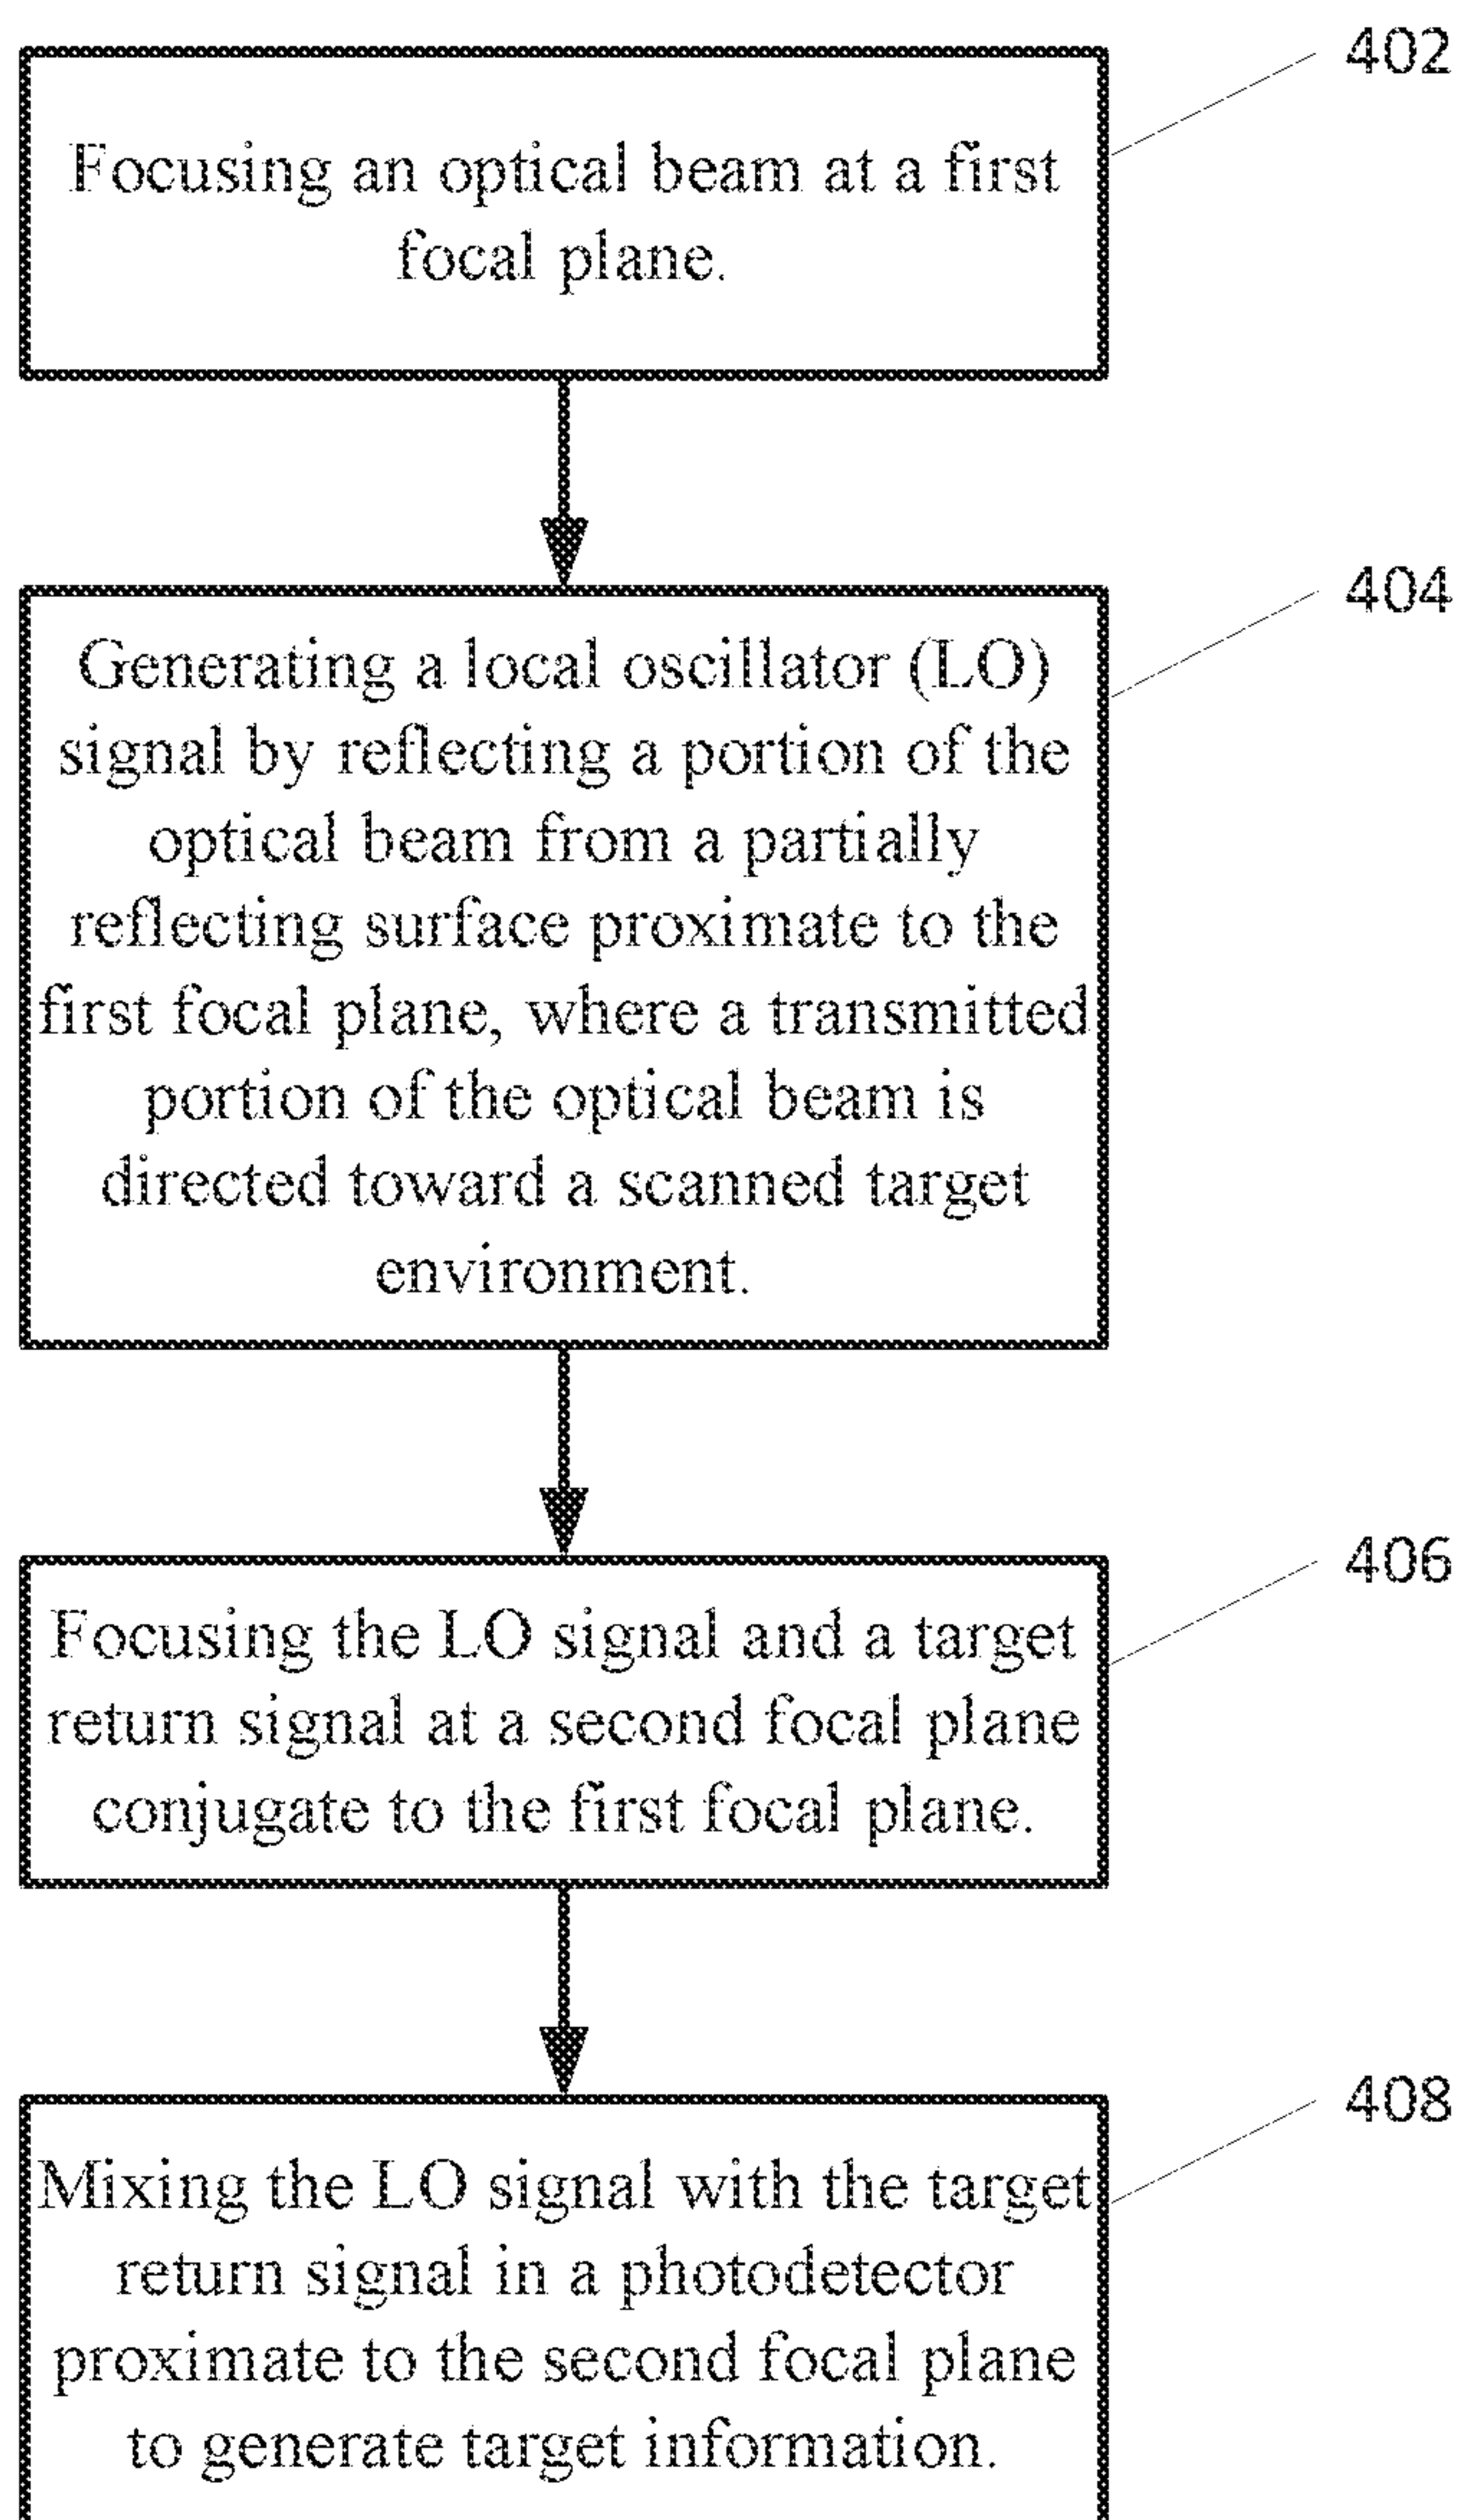 402
Focusing an optical beam at a first
focal plane.
404
Generating a local oscillator (LO)
signal by reflecting a portion of the
optical beam from a partially
reflecting surface proximate to the
first focal plane, where a transmitted
portion of the optical beam is
directed toward a scanned target
environment.
406
Focusing the LO signal and a target
return signal at a second focal plane
conjugate to the first focal plane.
408
Mixing the LO signal with the target
return signal in a photodetector
proximate to the second focal plane
to generate target information.